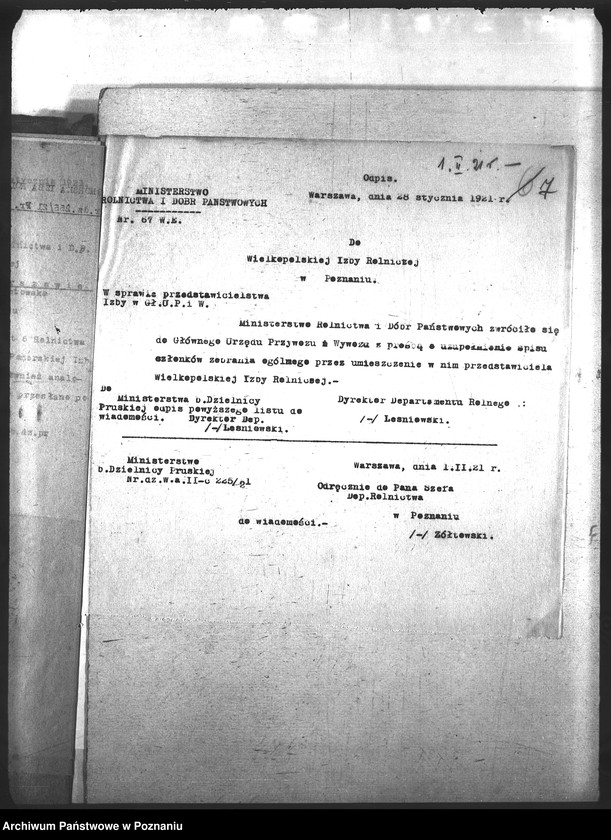 1.II.21r.—
Odpis.
67
MINISTERSTWO
ROLNICTWA I DÓBR PAŃSTWOWYCH
Warszawa, dnia 28 stycznia 1921 r.
Nr. 67 W.E.
Do
Wielkopolskiej Izby Rolniczej
w Poznaniu.
W sprawie przedstawicielstwa
Izby w Gł.U.P.i W.
Ministerstwo Rolnictwa i Dóbr Państwowych zwróciło się
do Głównego Urzędu Przywozu i Wywozu z prośbą o uzupełnienie spisu
członków zebrania ogólnego przez umieszczenie w nim przedstawiciela
Wielkopolskiej Izby Rolniczej.-
Do
Ministerstwa b.Dzielnicy
Pruskiej odpis powyższego listu do
wiadomości. Dyrektor Dep.
/-/Leśniewski.
Dyrektor Departamentu Rolnego :
/-/ Leśniewski.
Ministerstwo
b.Dzielnicy Pruskiej
Nr.dz.W.a.II-c 225/21
Warszawa, dnia 1.II.21 r.
Odręcznie do Pana Szefa
Dep.Rolnictwa
w Poznaniu
do wiadomości.-
/-/ Żółtowski.
Archiwum Państwowe w Poznaniu